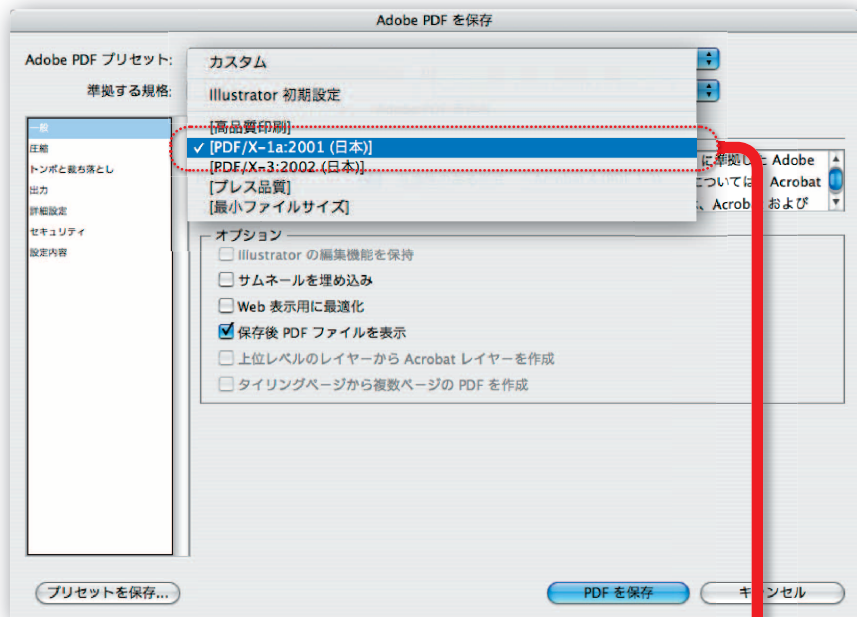 Adobe PDF を保存
Adobe PDF プリセット:
カスタム
準拠する規格:
Illustrator 初期設定
[高品質印刷]
✓ [PDF/X-1a:2001 (日本)]
[PDF/X-3:2002 (日本)]
[プレス品質]
[最小ファイルサイズ]
一般
圧縮
トンボと裁ち落とし
出力
詳細設定
セキュリティ
設定内容
に準拠した Adobe
については Acrobat
、Acrobat および
オプション
Illustrator の編集機能を保持
サムネールを埋め込み
Web 表示用に最適化
保存後 PDF ファイルを表示
上位レベルのレイヤーから Acrobat レイヤーを作成
タイリングページから複数ページの PDF を作成
プリセットを保存...
PDF を保存
キャンセル